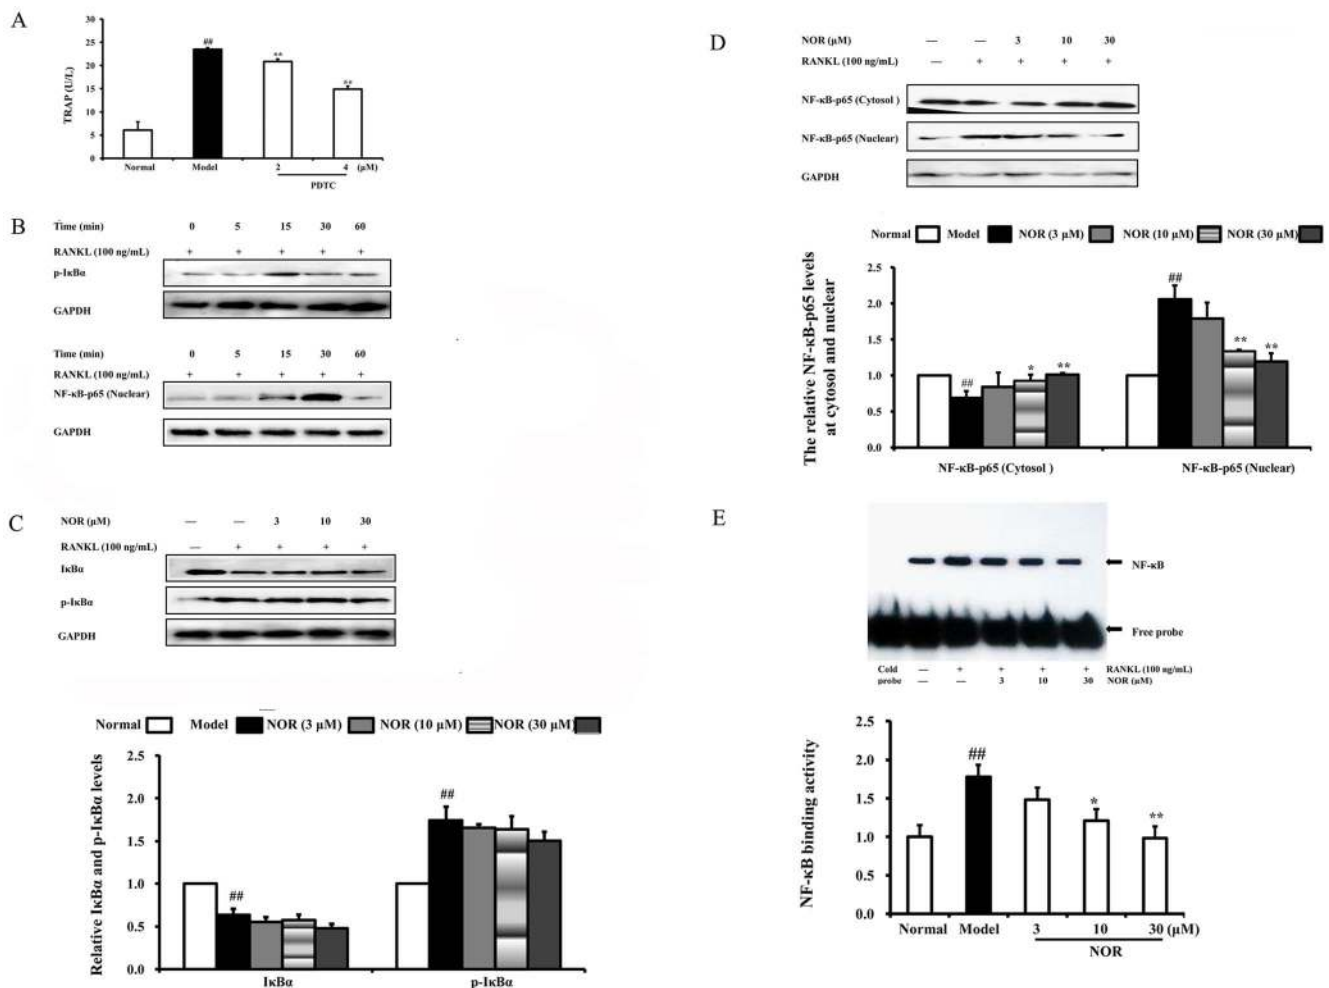 A
TRAP (U/L)
30
25
20
15
10
5
0
##
**
**
Normal Model 2 4 (μM)
PDTC
B
Time (min) 0 5 15 30 60
RANKL (100 ng/mL) + + + + +
p-IκBα
GAPDH
Time (min) 0 5 15 30 60
RANKL (100 ng/mL) + + + + +
NF-κB-p65 (Nuclear)
GAPDH
C
NOR (μM) — — 3 10 30
RANKL (100 ng/mL) — + + + +
IκBα
p-IκBα
GAPDH
Normal Model NOR (3 μM) NOR (10 μM) NOR (30 μM)
Relative IκBα and p-IκBα levels
2.5
2.0
1.5
1.0
0.5
0.0
##
##
IκBα p-IκBα
D
NOR (μM) — — 3 10 30
RANKL (100 ng/mL) — + + + +
NF-κB-p65 (Cytosol )
NF-κB-p65 (Nuclear)
GAPDH
Normal Model NOR (3 μM) NOR (10 μM) NOR (30 μM)
The relative NF-κB-p65 levels
at cytosol and nuclear
2.5
2.0
1.5
1.0
0.5
0.0
##
*
**
##
**
**
NF-κB-p65 (Cytosol ) NF-κB-p65 (Nuclear)
E
NF-κB
Free probe
Cold — + + + + RANKL (100 ng/mL)
probe — — 3 10 30 NOR (μM)
NF-κB binding activity
2.5
2.0
1.5
1.0
0.5
0.0
##
*
**
Normal Model 3 10 30 (μM)
NOR